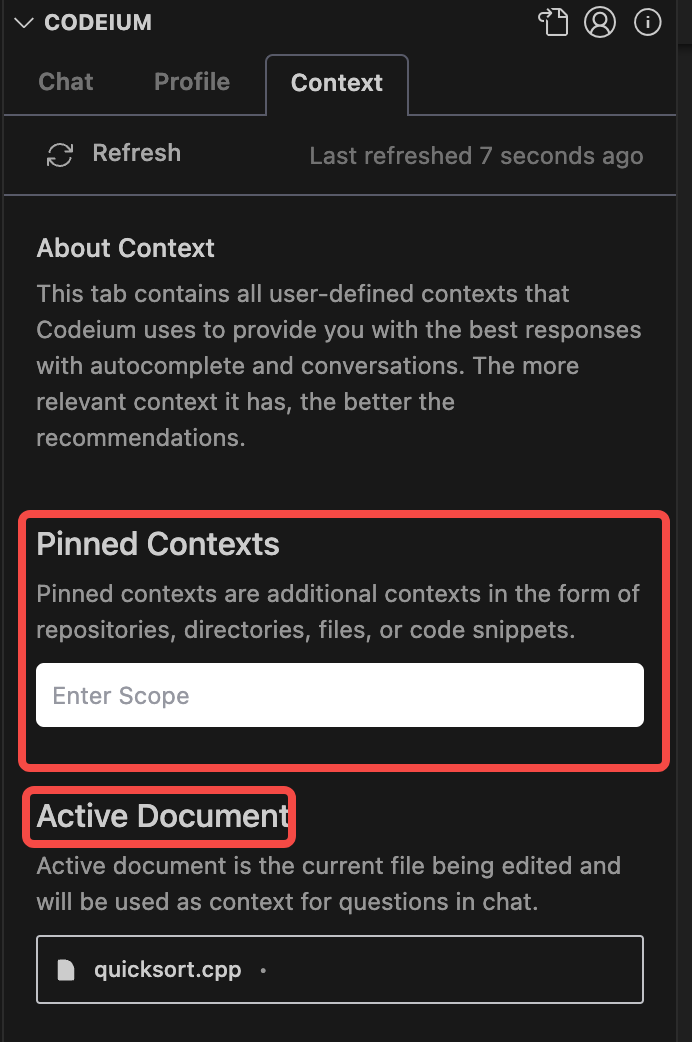 CODEIUM
Chat Profile Context
Refresh Last refreshed 7 seconds ago
About Context
This tab contains all user-defined contexts that
Codeium uses to provide you with the best responses
with autocomplete and conversations. The more
relevant context it has, the better the
recommendations.
Pinned Contexts
Pinned contexts are additional contexts in the form of
repositories, directories, files, or code snippets.
Enter Scope
Active Document
Active document is the current file being edited and
will be used as context for questions in chat.
quicksort.cpp •